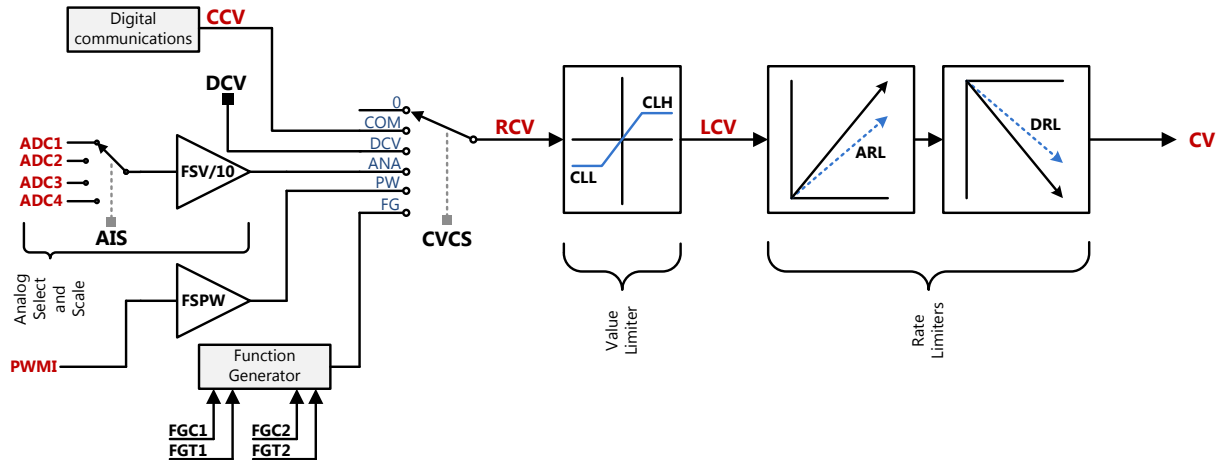 Digital
communications
CCV
DCV
ADC1
ADC2
ADC3
ADC4
AIS
Analog
Select
and
Scale
FSV/10
PWMI
FSPW
Function
Generator
FGC1
FGT1
FGC2
FGT2
0
COM
DCV
ANA
PW
FG
CVCS
RCV
CLH
CLL
Value
Limiter
LCV
ARL
DRL
Rate
Limiters
CV